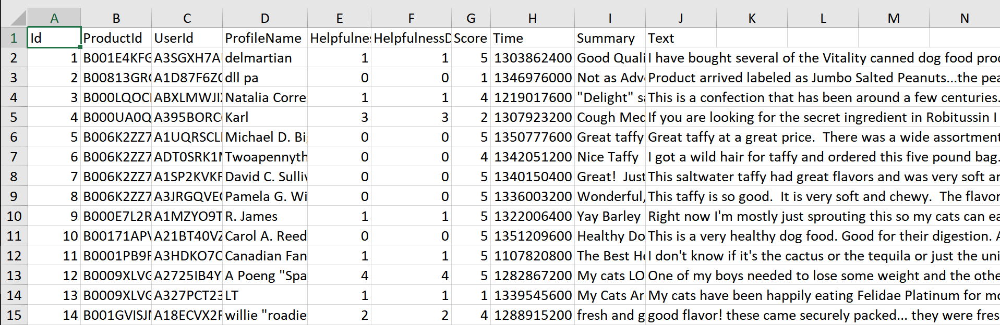 A B C D E F G H I J K L M N
1 Id ProductId UserId ProfileName Helpfulnes HelpfulnessD Score Time Summary Text
2 1 B001E4KFG A3SGXH7A delmartian 1 1 5 1303862400 Good Quali I have bought several of the Vitality canned dog food prod
3 2 B00813GR A1D87F6Z dll pa 0 0 1 1346976000 Not as Adv Product arrived labeled as Jumbo Salted Peanuts...the pea
4 3 B000LQOC ABXLMWJI Natalia Corres 1 1 4 1219017600 "Delight" sa This is a confection that has been around a few centuries.
5 4 B000UA0Q A395BORC Karl 3 3 2 1307923200 Cough Med If you are looking for the secret ingredient in Robitussin I
6 5 B006K2ZZ7 A1UQRSCL Michael D. Big 0 0 5 1350777600 Great taffy Great taffy at a great price. There was a wide assortment
7 6 B006K2ZZ7 ADT0SRK1 Twoapennyth 0 0 4 1342051200 Nice Taffy I got a wild hair for taffy and ordered this five pound bag.
8 7 B006K2ZZ7 A1SP2KVKF David C. Sulliv 0 0 5 1340150400 Great! Just This saltwater taffy had great flavors and was very soft an
9 8 B006K2ZZ7 A3JRGQVE Pamela G. Wi 0 0 5 1336003200 Wonderful, This taffy is so good. It is very soft and chewy. The flavor
10 9 B000E7L2R A1MZYO9T R. James 1 1 5 1322006400 Yay Barley Right now I'm mostly just sprouting this so my cats can ea
11 10 B00171AP A21BT40VZ Carol A. Reed 0 0 5 1351209600 Healthy Do This is a very healthy dog food. Good for their digestion. A
12 11 B0001PB9F A3HDKO7O Canadian Fan 1 1 5 1107820800 The Best Ho I don't know if it's the cactus or the tequila or just the uni
13 12 B0009XLVG A2725IB4Y A Poeng "Spa 4 4 5 1282867200 My cats LO One of my boys needed to lose some weight and the othe
14 13 B0009XLVG A327PCT23 LT 1 1 1 1339545600 My Cats Ar My cats have been happily eating Felidae Platinum for mo
15 14 B001GVISJ A18ECVX2R willie "roadie 2 2 4 1288915200 fresh and g good flavor! these came securely packed... they were fres